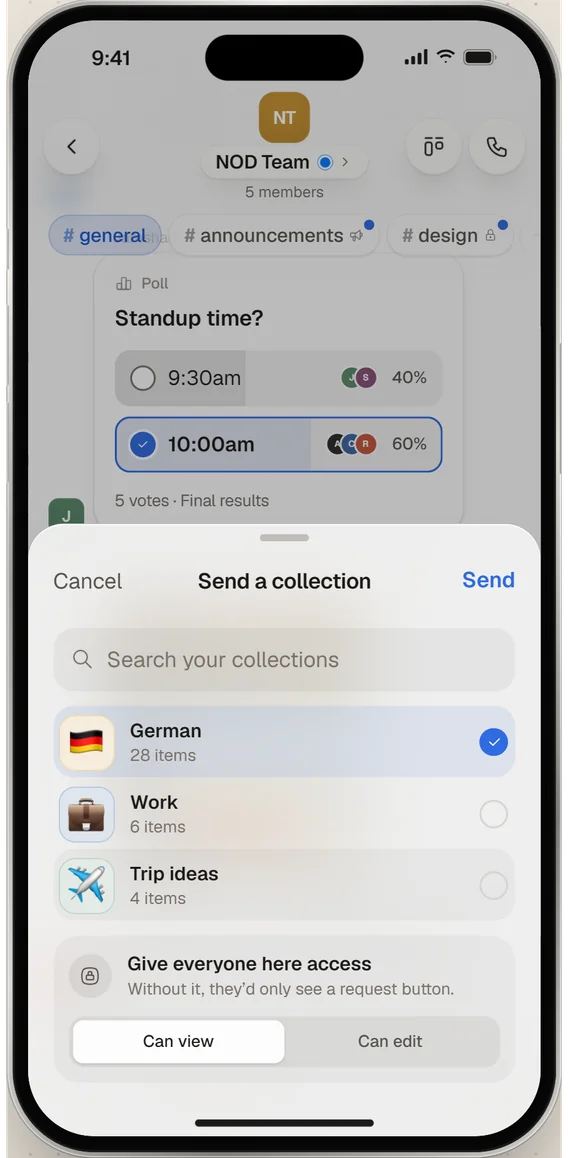 9:41
NT
NOD Team
5 members
# general
# announcements
# design
Poll
Standup time?
9:30am
J S
40%
10:00am
A C R
60%
5 votes · Final results
J
Cancel
Send a collection
Send
Search your collections
German
28 items
Work
6 items
Trip ideas
4 items
Give everyone here access
Without it, they’d only see a request button.
Can view
Can edit